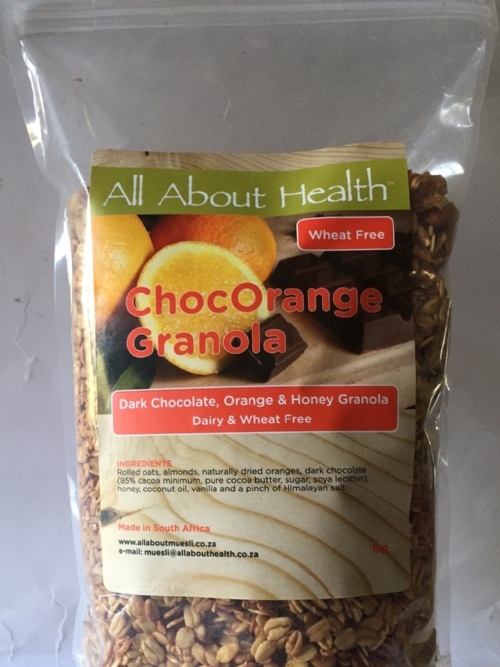 All About Health™
Wheat Free
ChocOrange
Granola
Dark Chocolate, Orange & Honey Granola
Dairy & Wheat Free
INGREDIENTS
Rolled oats, almonds, naturally dried oranges, dark chocolate
(85% cacoa minimum, pure cocoa butter, sugar, soya lecithin),
honey, coconut oil, vanilla and a pinch of Himalayan salt.
Made in South Africa
www.allaboutmuesli.co.za
e-mail: muesli@allabouthealth.co.za
1kg